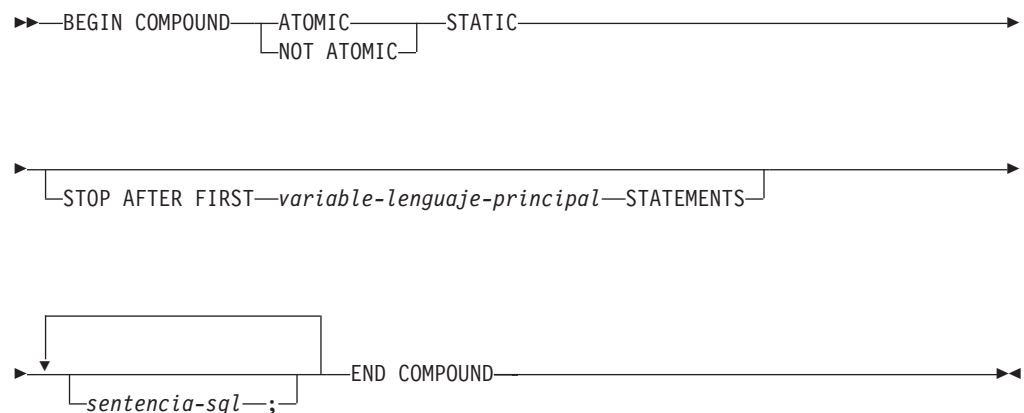 BEGIN COMPOUND ATOMIC STATIC
NOT ATOMIC
STOP AFTER FIRST variable-lenguaje-principal STATEMENTS
END COMPOUND
sentencia-sql ;